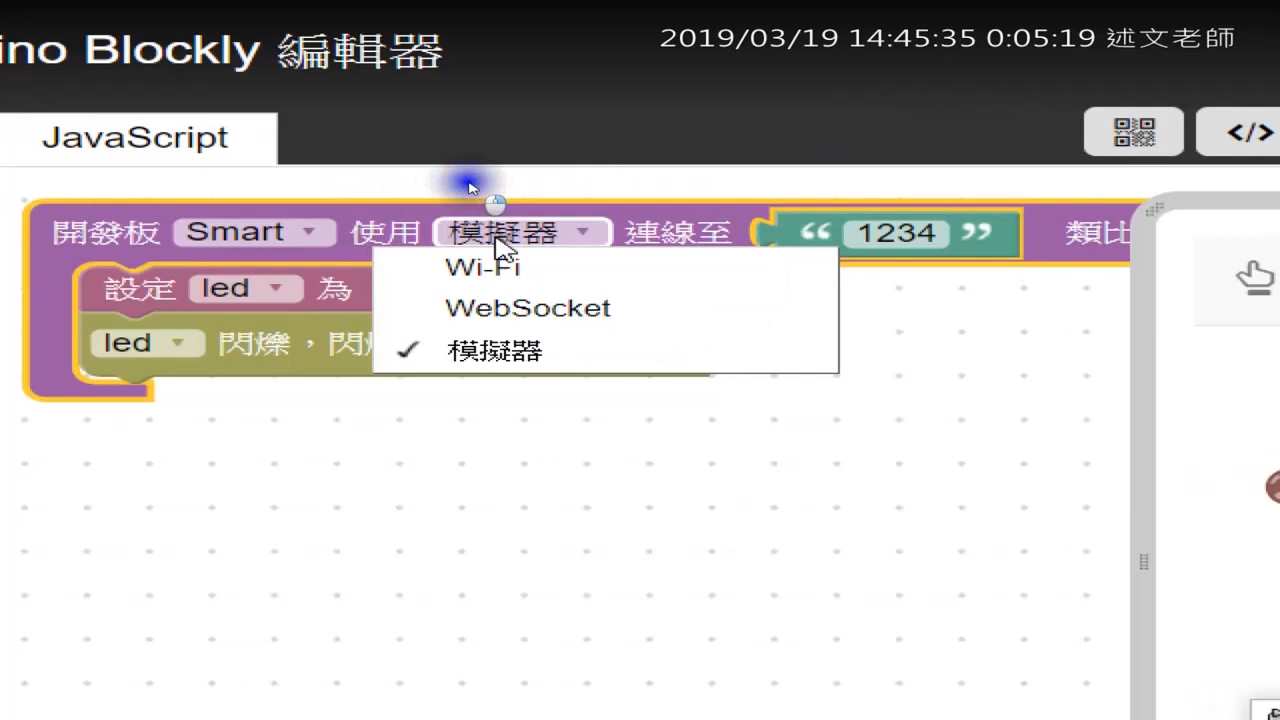 ino Blockly 編輯器
2019/03/19 14:45:35 0:05:19 述文老師
JavaScript
</>
開發板 Smart 使用 模擬器 連線至 “ 1234 ” 類比
Wi-Fi
設定 led 為
WebSocket
led 閃爍,閃爍
✓ 模擬器